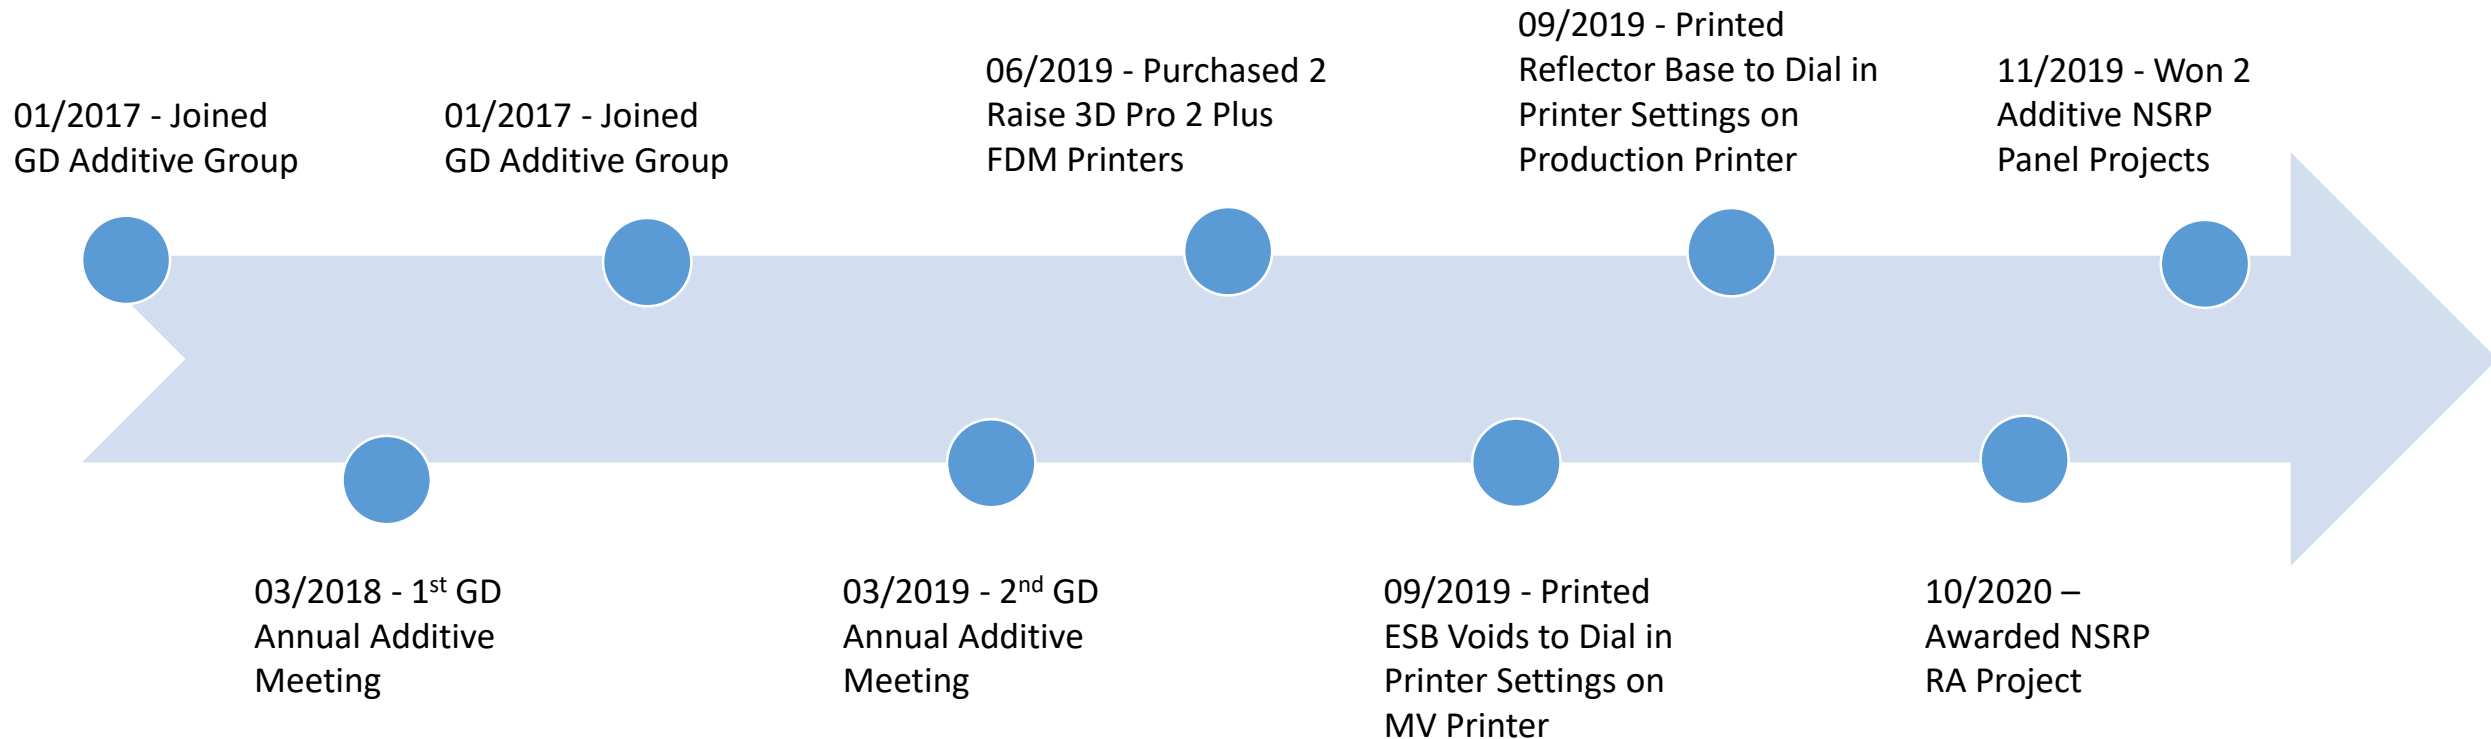 01/2017 - Joined
GD Additive Group
01/2017 - Joined
GD Additive Group
06/2019 - Purchased 2
Raise 3D Pro 2 Plus
FDM Printers
09/2019 - Printed
Reflector Base to Dial in
Printer Settings on
Production Printer
11/2019 - Won 2
Additive NSRP
Panel Projects
03/2018 - 1st GD
Annual Additive
Meeting
03/2019 - 2nd GD
Annual Additive
Meeting
09/2019 - Printed
ESB Voids to Dial in
Printer Settings on
MV Printer
10/2020 –
Awarded NSRP
RA Project